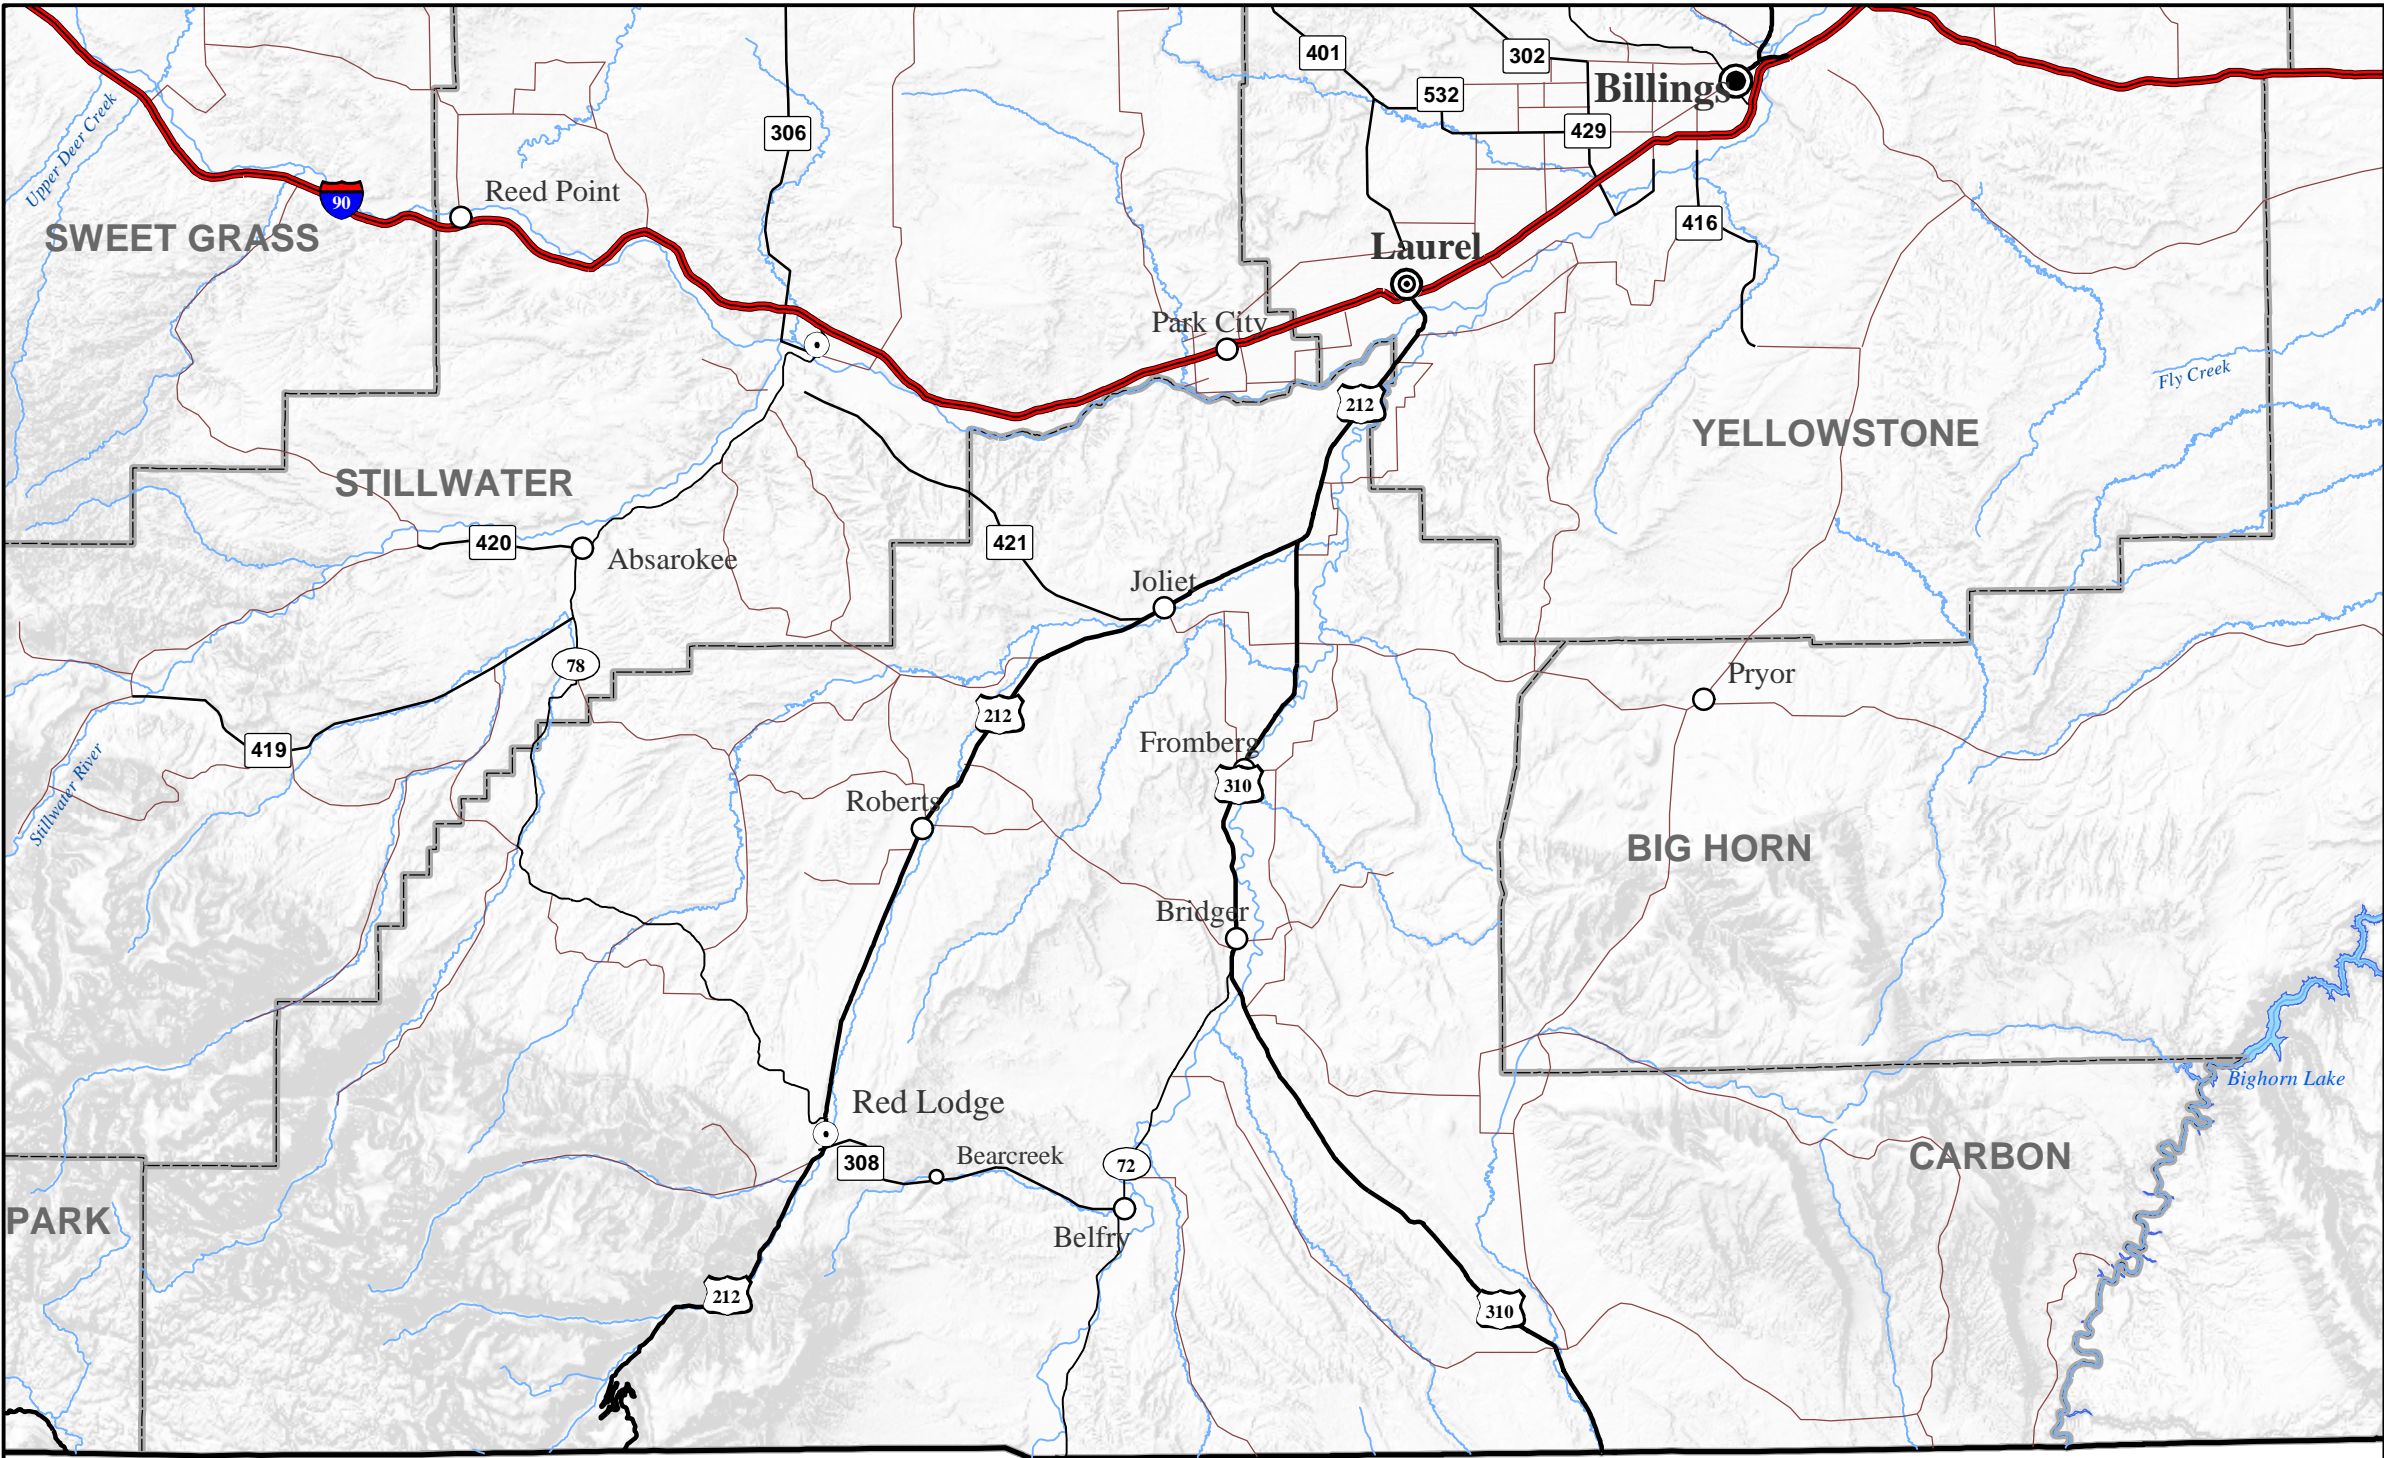 401
302
Billings
532
306
429
Upper Deer Creek
Reed Point
90
416
SWEET GRASS
Laurel
Park City
Fly Creek
212
YELLOWSTONE
STILLWATER
420
421
Absarokee
Joliet
78
Pryor
212
419
Fromberg
Stillwater River
310
Roberts
BIG HORN
Bridger
Bighorn Lake
Red Lodge
308
Bearcreek
72
CARBON
PARK
Belfry
212
310